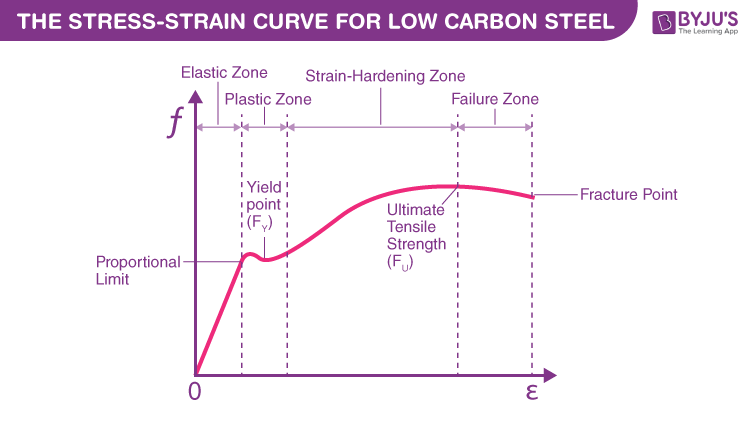 THE STRESS-STRAIN CURVE FOR LOW CARBON STEEL
B BYJU'S
The Learning App
Elastic Zone
Strain-Hardening Zone
Plastic Zone
Failure Zone
f
Yield
point
(F_Y)
Ultimate
Tensile
Strength
(F_U)
Fracture Point
Proportional
Limit
0
ε